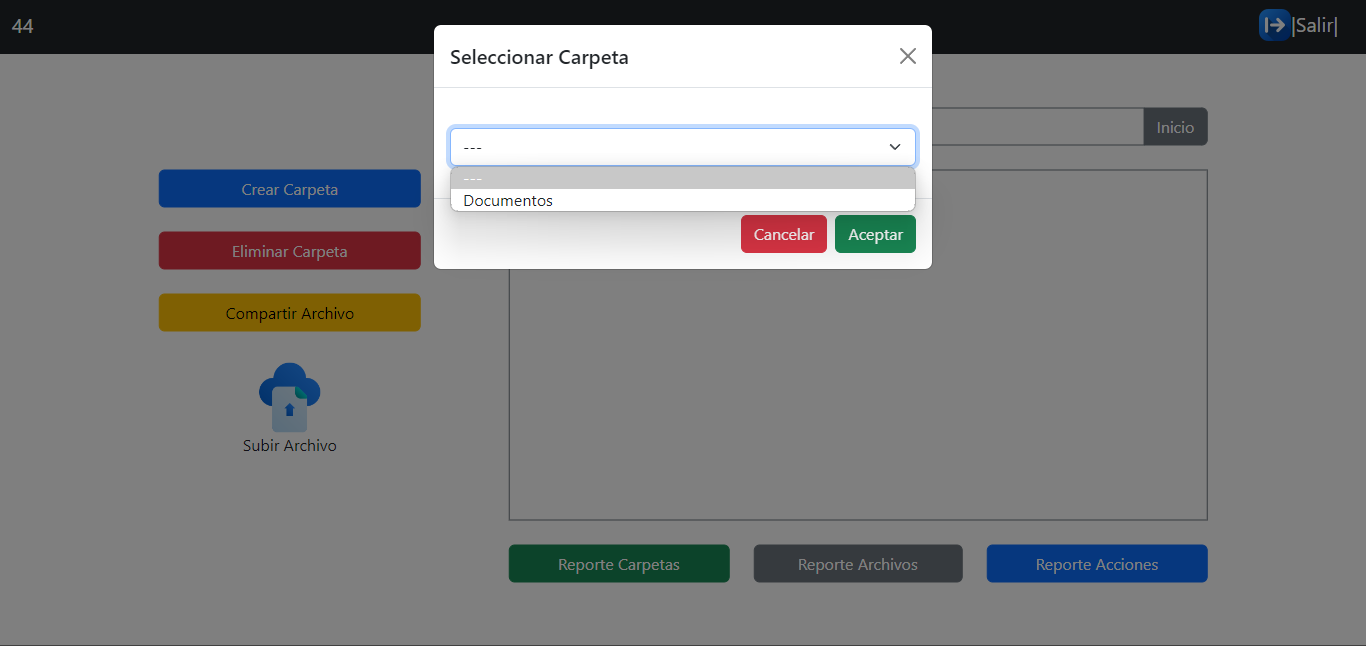 44
|Salir|
Seleccionar Carpeta
---
---
Documentos
Cancelar
Aceptar
Inicio
Crear Carpeta
Eliminar Carpeta
Compartir Archivo
Subir Archivo
Reporte Carpetas
Reporte Archivos
Reporte Acciones